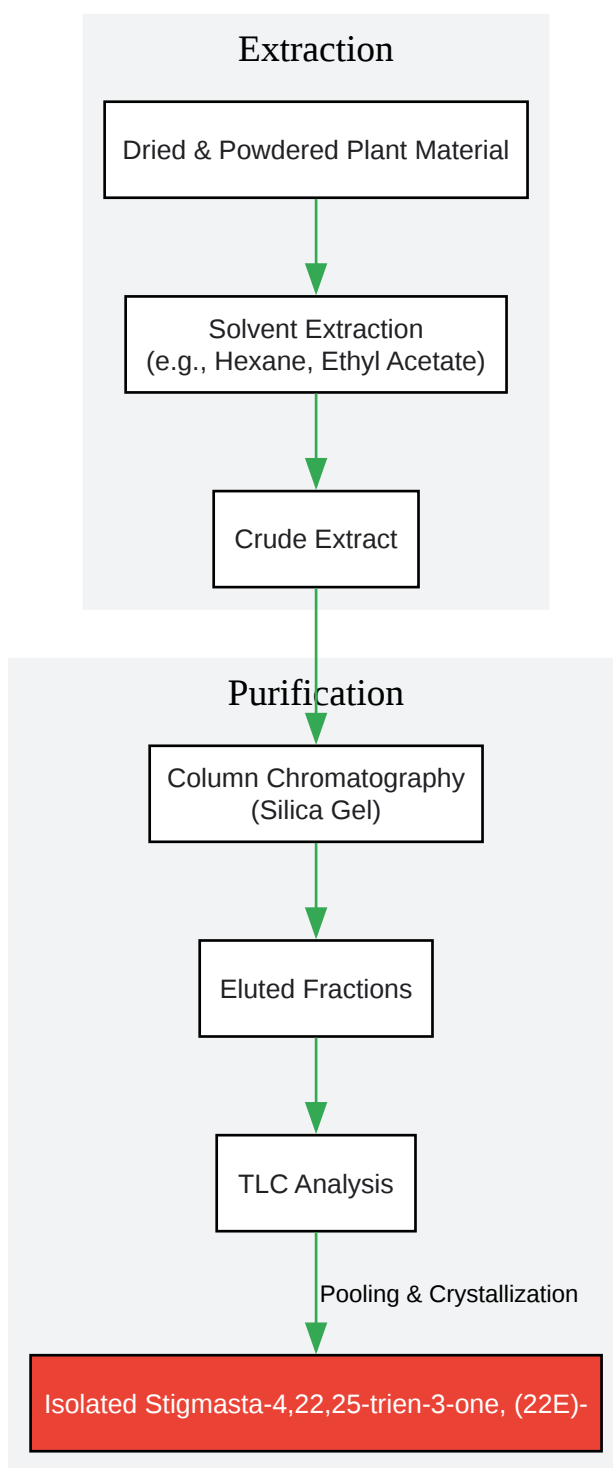 Extraction
Dried & Powdered Plant Material
Solvent Extraction
(e.g., Hexane, Ethyl Acetate)
Crude Extract
Purification
Column Chromatography
(Silica Gel)
Eluted Fractions
TLC Analysis
Pooling & Crystallization
Isolated Stigmasta-4,22,25-trien-3-one, (22E)-